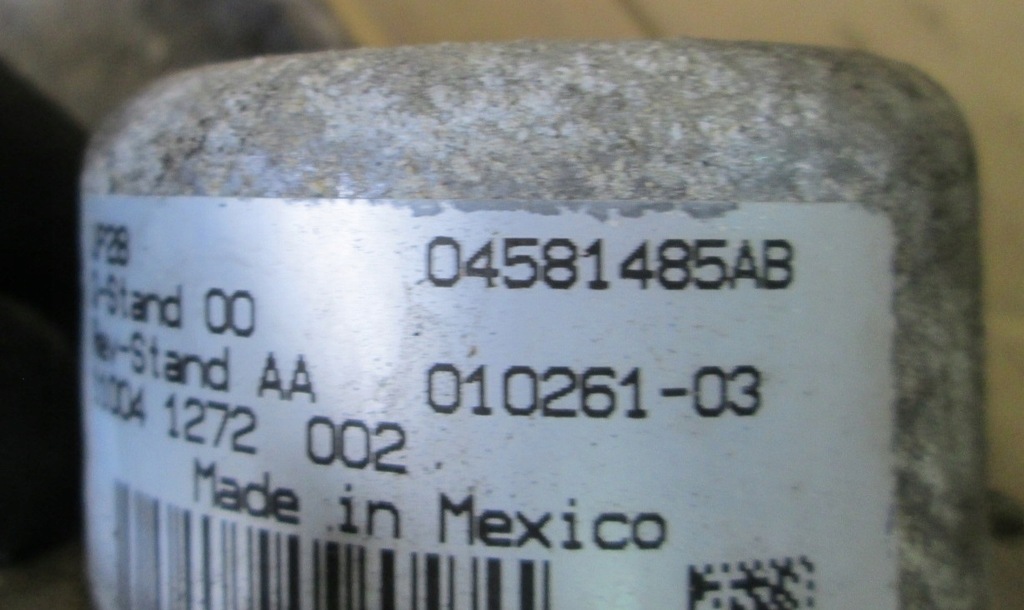 04581485AB
-Stand 00
-Stand AA
010261-03
1272 002
Made in Mexico